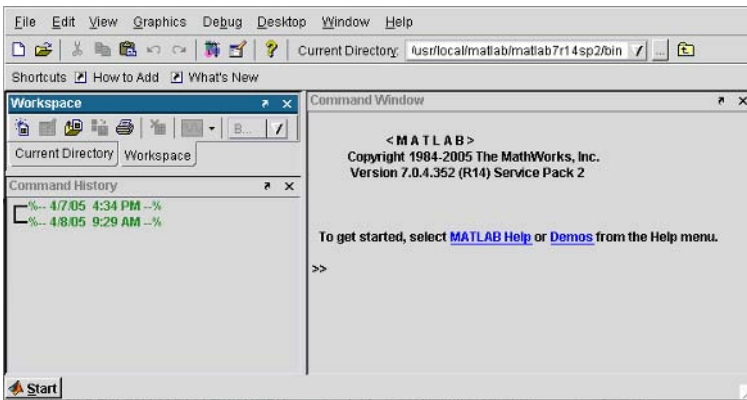 File Edit View Graphics Debug Desktop Window Help
Current Directory: /usr/local/matlab/matlab7r14sp2/bin ...
Shortcuts How to Add What's New
Workspace
B...
Current Directory Workspace
Command History
%-- 4/7/05 4:34 PM --%
%-- 4/8/05 9:29 AM --%
Command Window
< M A T L A B >
Copyright 1984-2005 The MathWorks, Inc.
Version 7.0.4.352 (R14) Service Pack 2
To get started, select MATLAB Help or Demos from the Help menu.
>>
Start